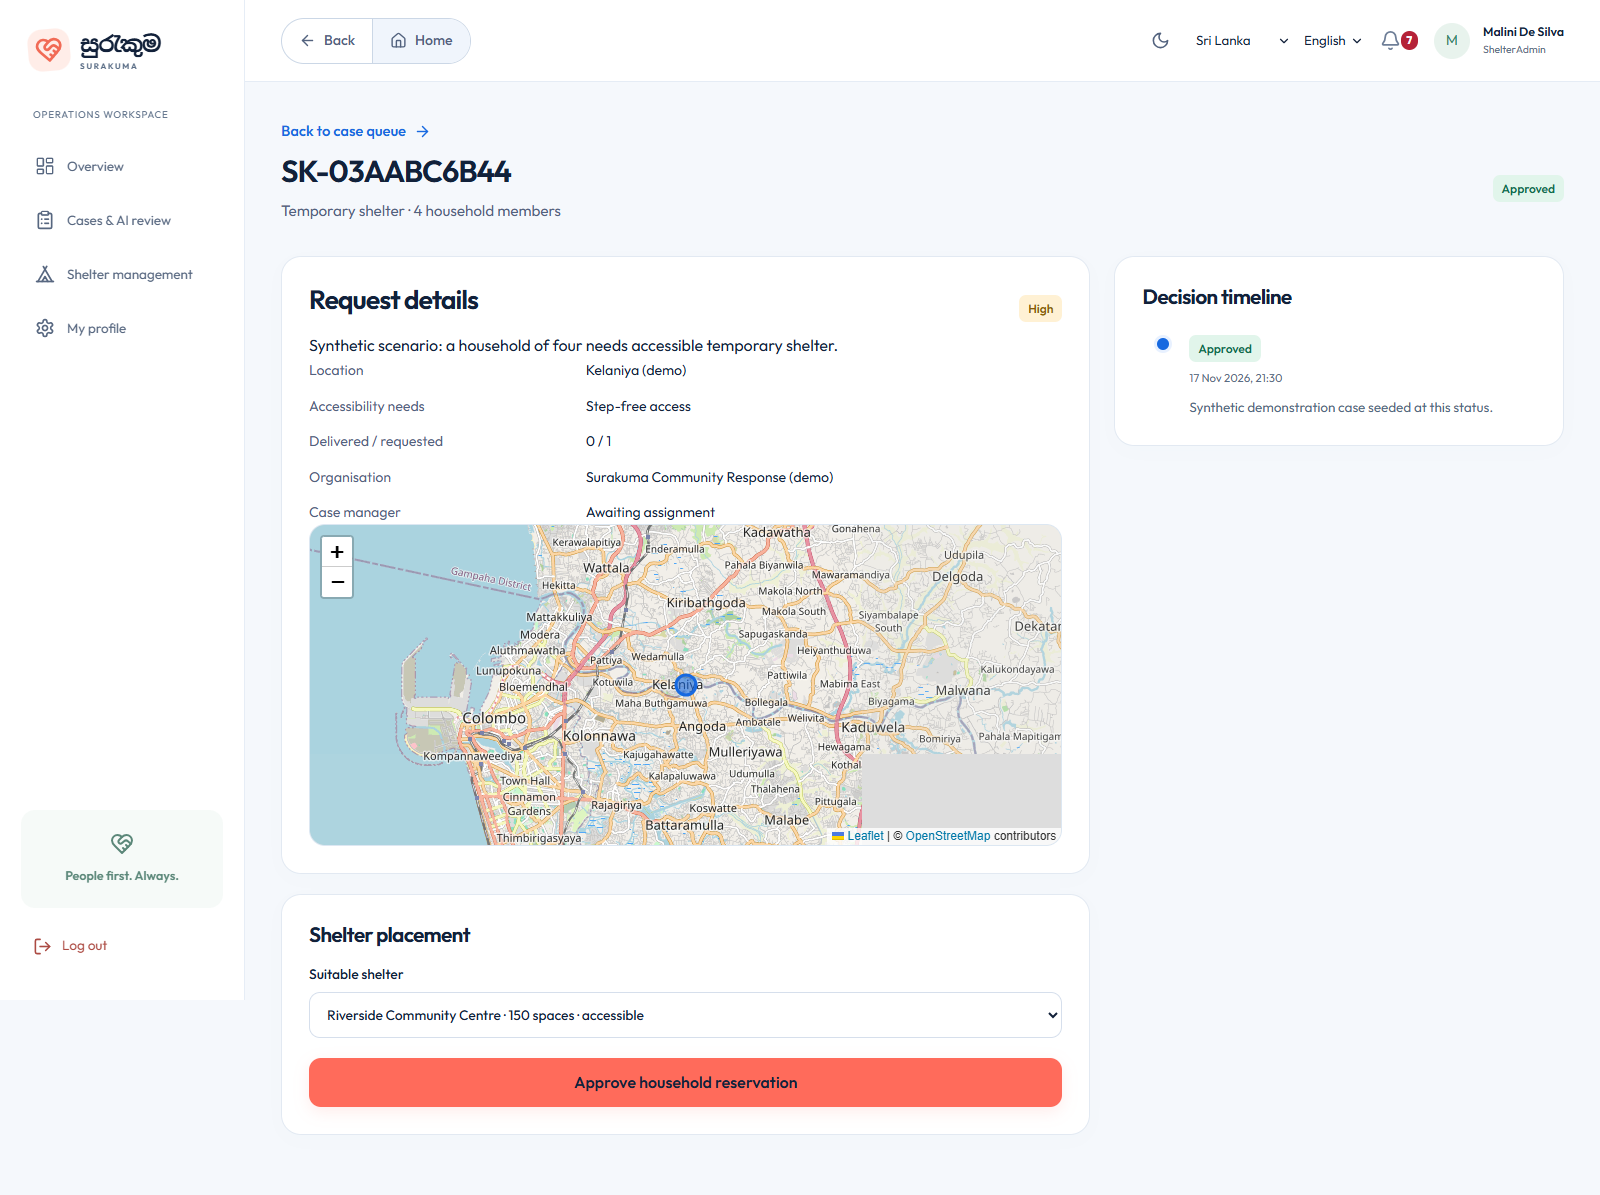 සුරැකුම
SURAKUMA
Back
Home
Sri Lanka
English
7
M
Malini De Silva
ShelterAdmin
OPERATIONS WORKSPACE
Overview
Cases & AI review
Shelter management
My profile
People first. Always.
Log out
Back to case queue
SK-03AABC6B44
Temporary shelter · 4 household members
Approved
Request details
High
Synthetic scenario: a household of four needs accessible temporary shelter.
Location Kelaniya (demo)
Accessibility needs Step-free access
Delivered / requested 0 / 1
Organisation Surakuma Community Response (demo)
Case manager Awaiting assignment
+
−
Kadawatha
Gonahena
Kerawalapitiya
Enderamulla
Udupila
Wattala
Pahala Biyanwila
Mawaramandiya
Delgoda
Gampaha District
Hekitta
Makola North
Kiribathgoda
Makola South
Mattakkuliya
Siyambalape
South
Dekatan
Modera
Sapugaskanda
Aluthmawatha
Heiyanthuduwa
Pattiya
Wedamulla
Lunupokuna
Kalukondayawa
Pattiwila
Bloemendhal
Kotuwila
Kelaniya
Mabima East
Malwana
Maha Buthgamuwa
Bollegala
Biyagama
Colombo
Angoda
Ambatale
Welivita
Kaduwela
Kolonnawa
Bomiriya
Pahala Mapitigam
Hewagama
Kompannaweediya
Kajugahawatte
Mulleriyawa
Kothal
Kalapaluwawa
Udumulla
Town Hall
Thalahena
Cinnamon
Gardens
Rajagiriya
Koswatte
Pittugala
Battaramulla
Malabe
Thimbirigasyaya
Leaflet | © OpenStreetMap contributors
Decision timeline
Approved
17 Nov 2026, 21:30
Synthetic demonstration case seeded at this status.
Shelter placement
Suitable shelter
Riverside Community Centre · 150 spaces · accessible
Approve household reservation